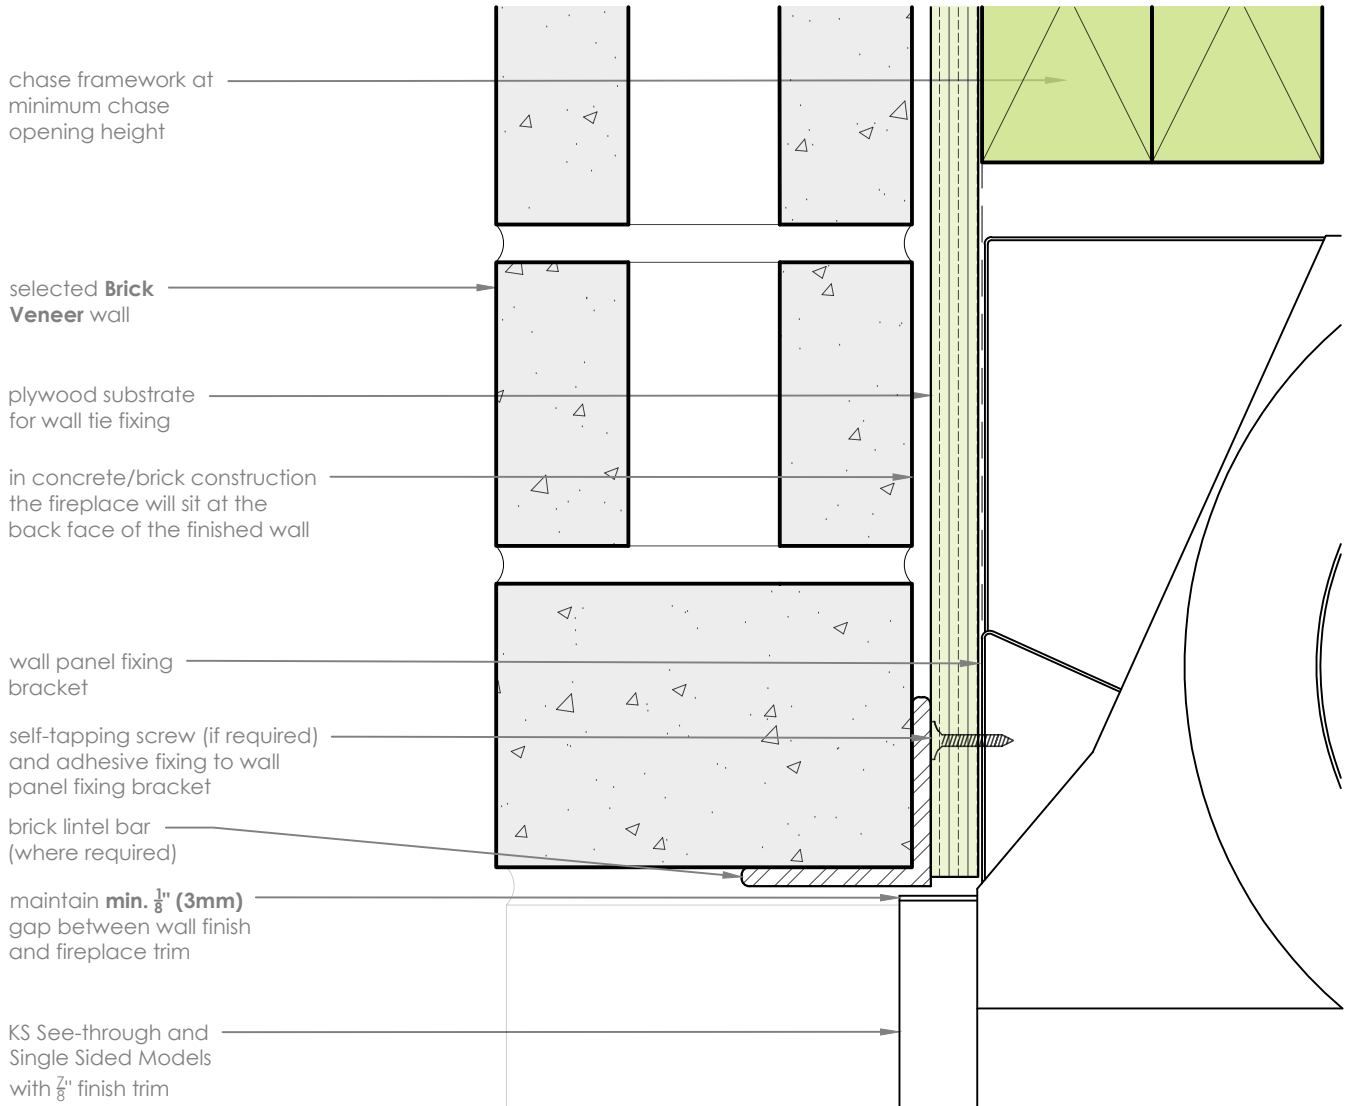 chase framework at
minimum chase
opening height
selected Brick
Veneer wall
plywood substrate
for wall tie fixing
in concrete/brick construction
the fireplace will sit at the
back face of the finished wall
wall panel fixing
bracket
self-tapping screw (if required)
and adhesive fixing to wall
panel fixing bracket
brick lintel bar
(where required)
maintain min. 1/8" (3mm)
gap between wall finish
and fireplace trim
KS See-through and
Single Sided Models
with 7/8" finish trim